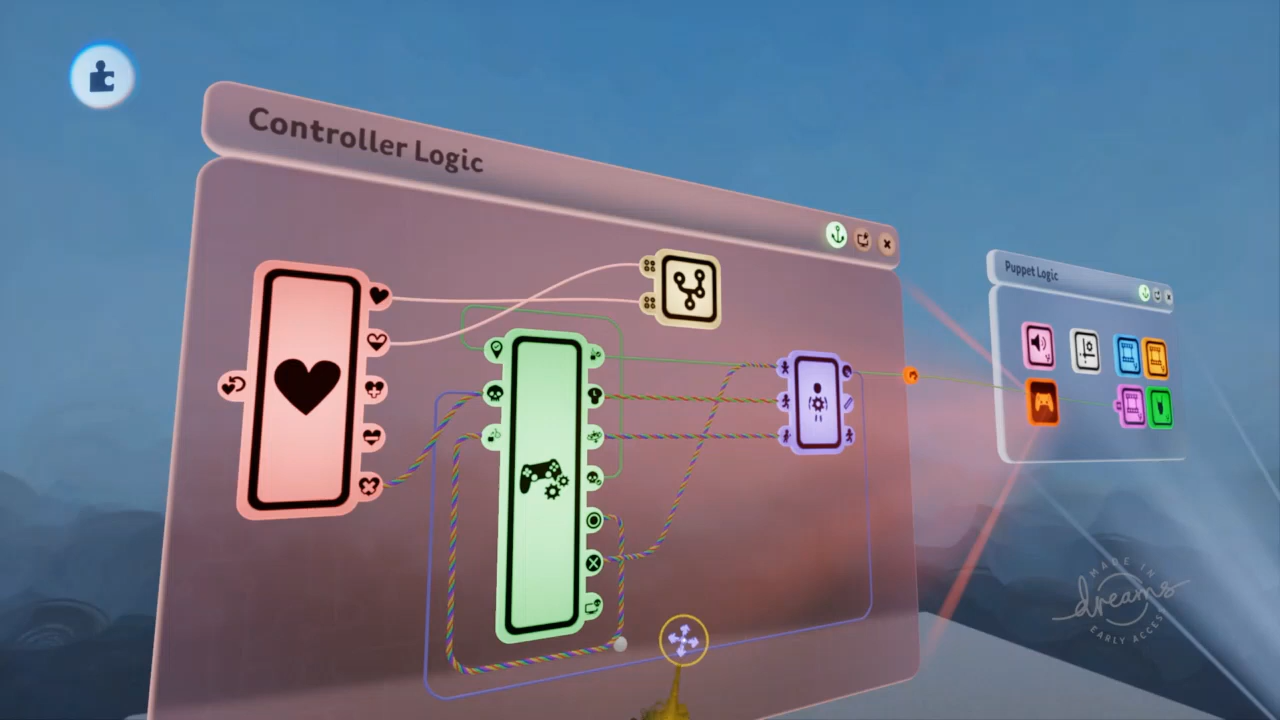 Controller Logic
Puppet Logic
MADE IN
dreams
EARLY ACCESS